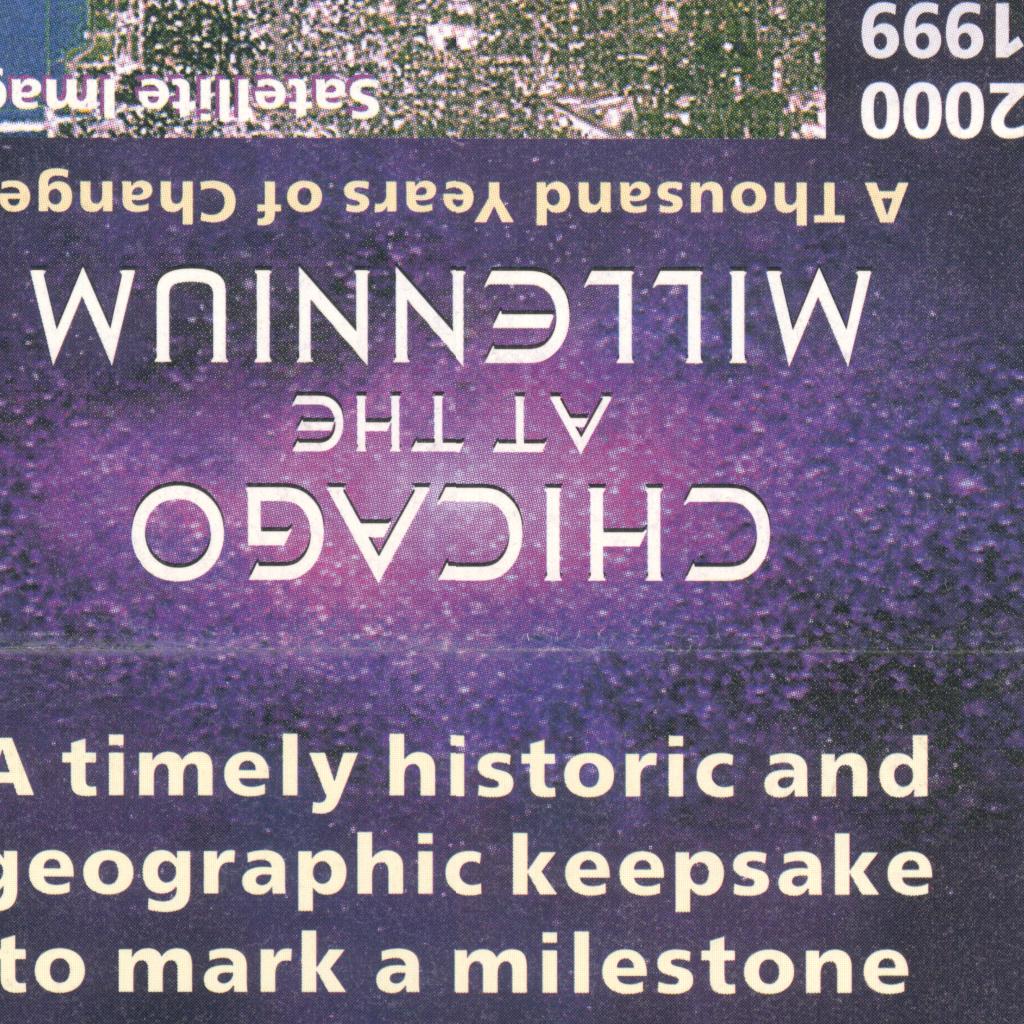 A timely historic and
geographic keepsake
to mark a milestone
CHICAGO
AT THE
MILLENNIUM
A Thousand Years of Change
2000
1999
Satellite Imag